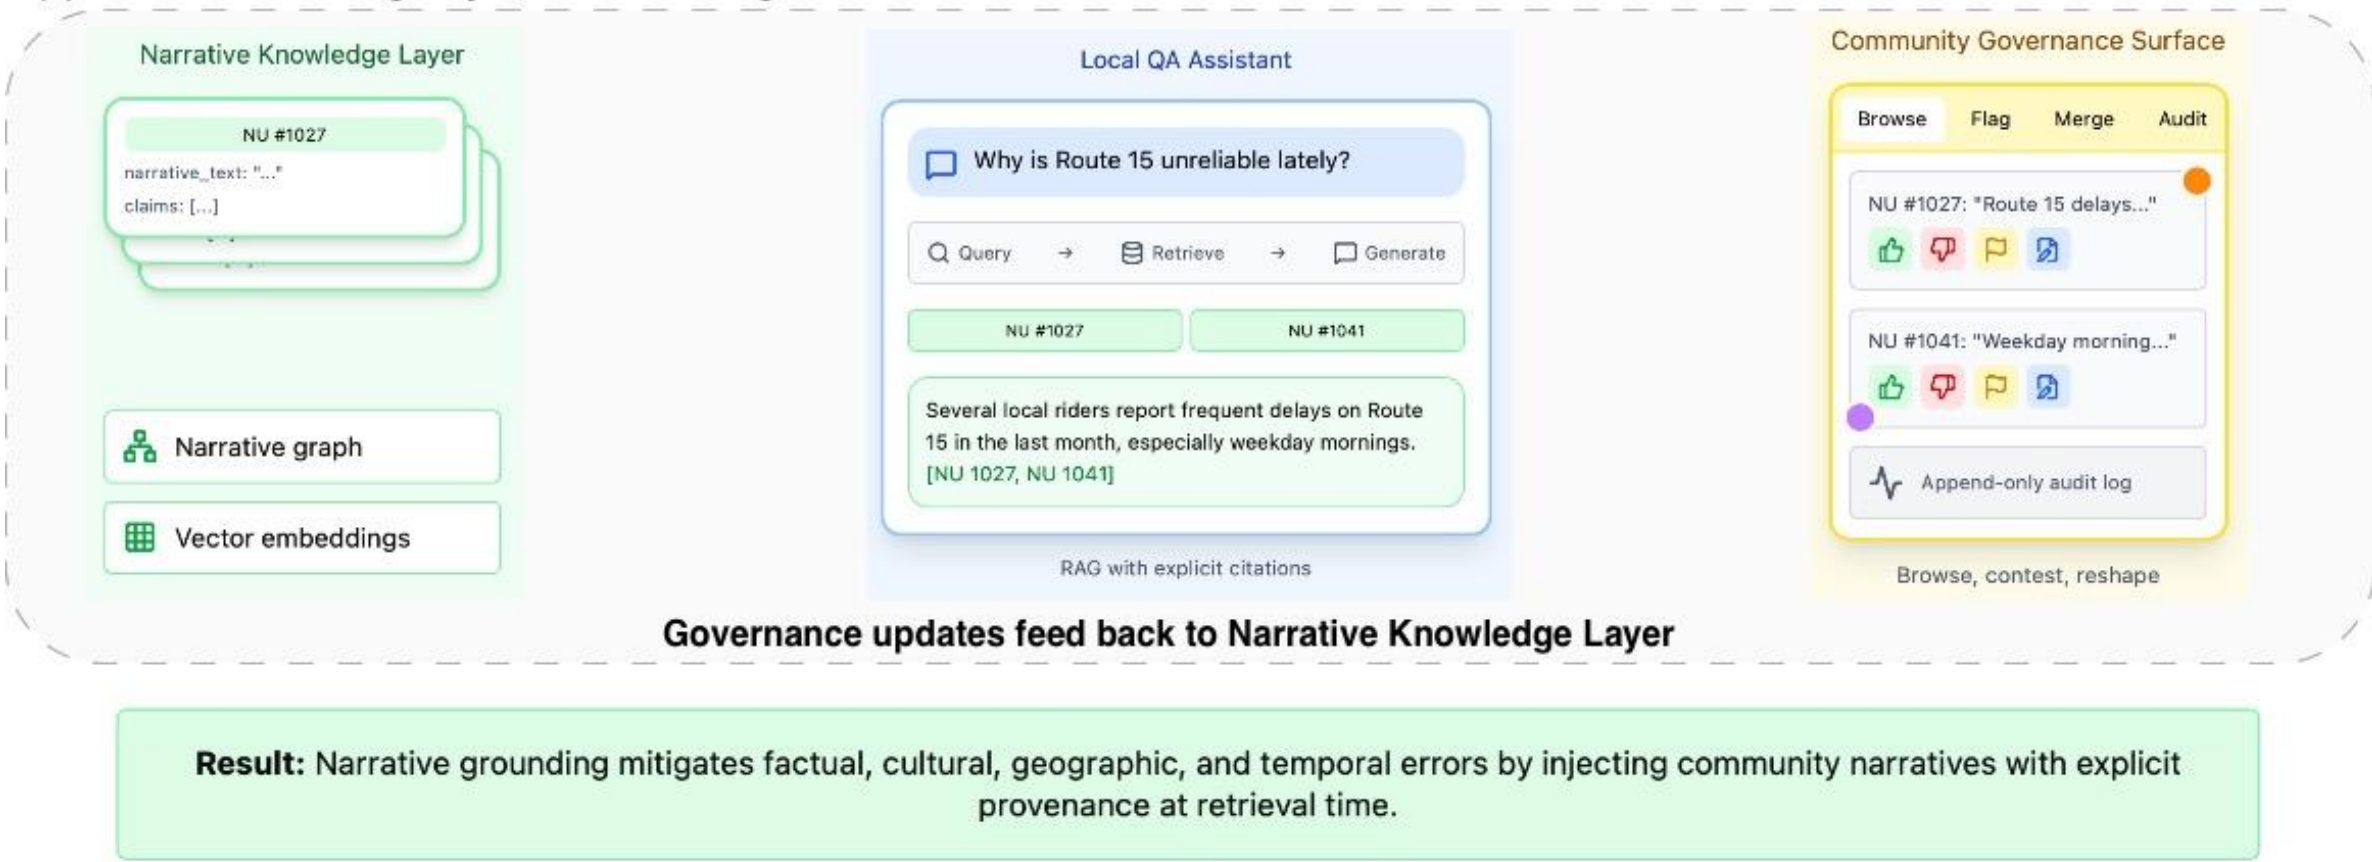 Narrative Knowledge Layer
NU #1027
narrative_text: "..."
claims: [...]
Narrative graph
Vector embeddings
Local QA Assistant
Why is Route 15 unreliable lately?
Query → Retrieve → Generate
NU #1027
NU #1041
Several local riders report frequent delays on Route
15 in the last month, especially weekday mornings.
[NU 1027, NU 1041]
RAG with explicit citations
Community Governance Surface
Browse Flag Merge Audit
NU #1027: "Route 15 delays..."
NU #1041: "Weekday morning..."
Append-only audit log
Browse, contest, reshape
Governance updates feed back to Narrative Knowledge Layer
Result: Narrative grounding mitigates factual, cultural, geographic, and temporal errors by injecting community narratives with explicit
provenance at retrieval time.